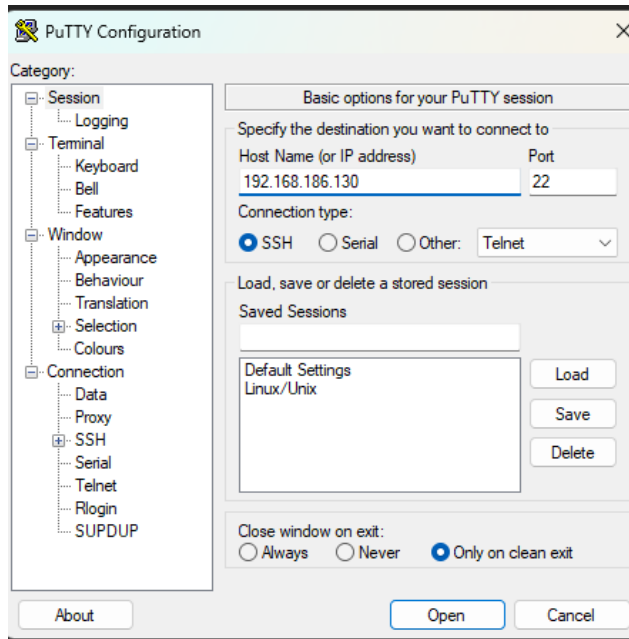 PuTTY Configuration
Category:
Session
Logging
Terminal
Keyboard
Bell
Features
Window
Appearance
Behaviour
Translation
Selection
Colours
Connection
Data
Proxy
SSH
Serial
Telnet
Rlogin
SUPDUP
Basic options for your PuTTY session
Specify the destination you want to connect to
Host Name (or IP address) Port
192.168.186.130 22
Connection type:
SSH Serial Other: Telnet
Load, save or delete a stored session
Saved Sessions
Default Settings
Linux/Unix
Load
Save
Delete
Close window on exit:
Always Never Only on clean exit
About Open Cancel